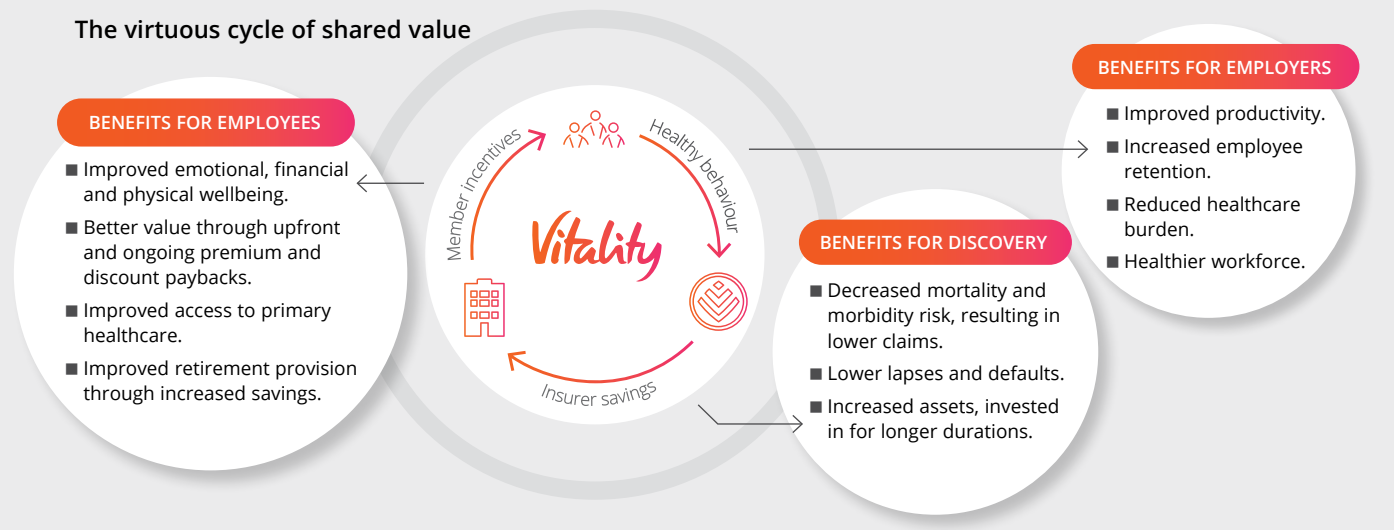 The virtuous cycle of shared value
BENEFITS FOR EMPLOYEES
■ Improved emotional, financial
and physical wellbeing.
■ Better value through upfront
and ongoing premium and
discount paybacks.
■ Improved access to primary
healthcare.
■ Improved retirement provision
through increased savings.
Member incentives
Healthy behaviour
Vitality
Insurer savings
BENEFITS FOR DISCOVERY
■ Decreased mortality and
morbidity risk, resulting in
lower claims.
■ Lower lapses and defaults.
■ Increased assets, invested
in for longer durations.
BENEFITS FOR EMPLOYERS
■ Improved productivity.
■ Increased employee
retention.
■ Reduced healthcare
burden.
■ Healthier workforce.